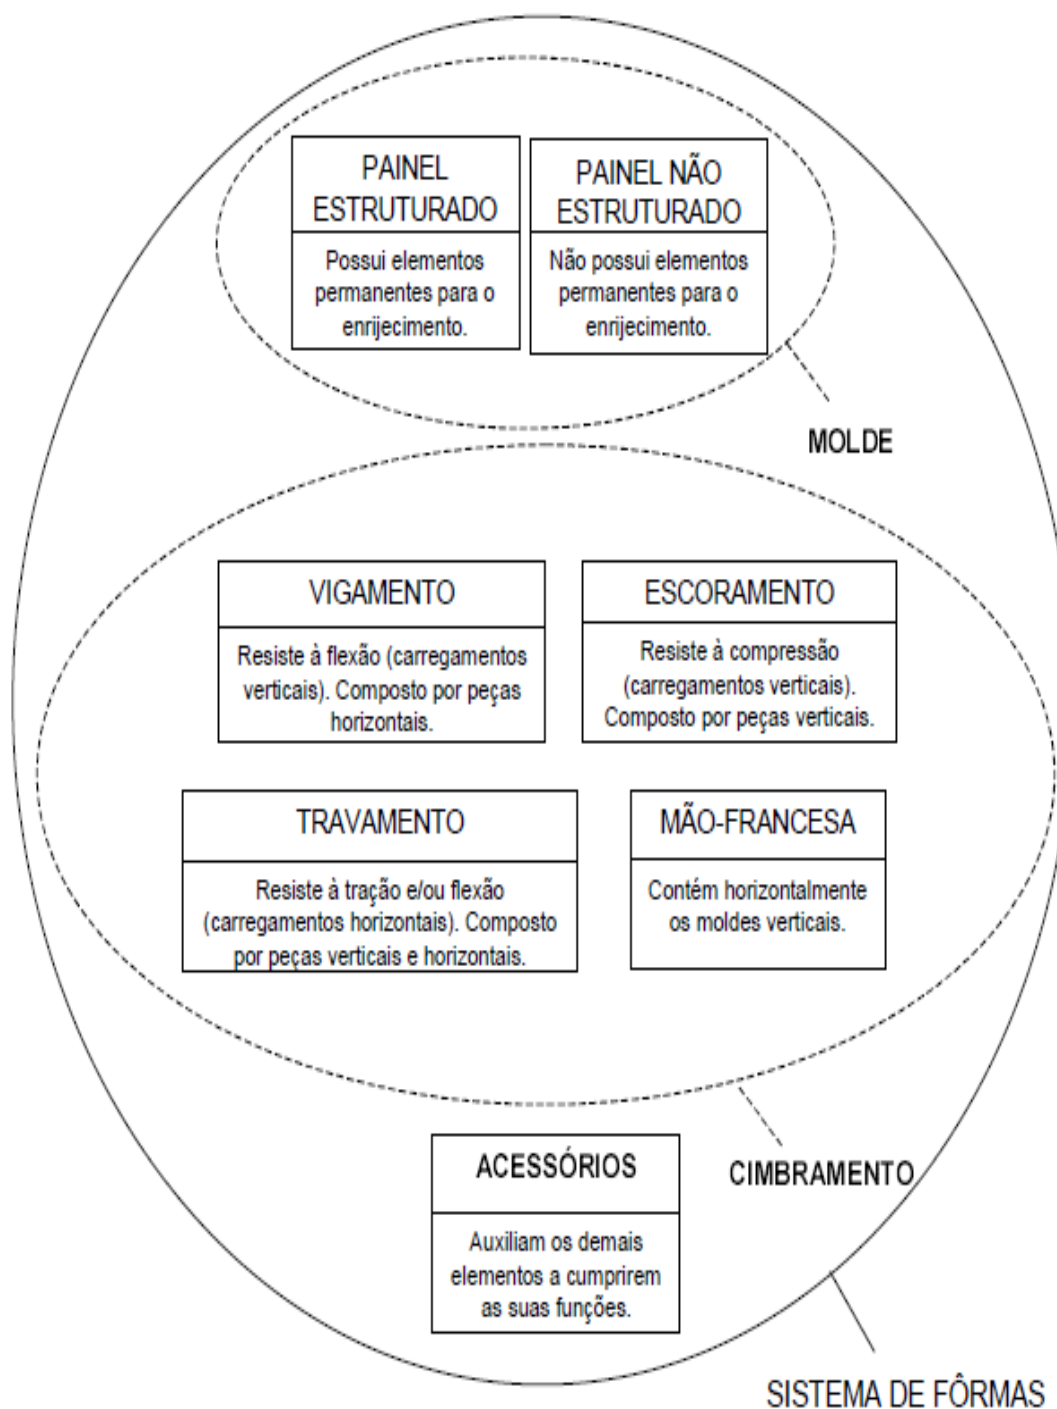 PAINEL
ESTRUTURADO
Possui elementos
permanentes para o
enrijecimento.
PAINEL NÃO
ESTRUTURADO
Não possui elementos
permanentes para o
enrijecimento.
MOLDE
VIGAMENTO
Resiste à flexão (carregamentos
verticais). Composto por peças
horizontais.
ESCORAMENTO
Resiste à compressão
(carregamentos verticais).
Composto por peças verticais.
TRAVAMENTO
Resiste à tração e/ou flexão
(carregamentos horizontais). Composto
por peças verticais e horizontais.
MÃO-FRANCESA
Contém horizontalmente
os moldes verticais.
CIMBRAMENTO
ACESSÓRIOS
Auxiliam os demais
elementos a cumprirem
as suas funções.
SISTEMA DE FÔRMAS